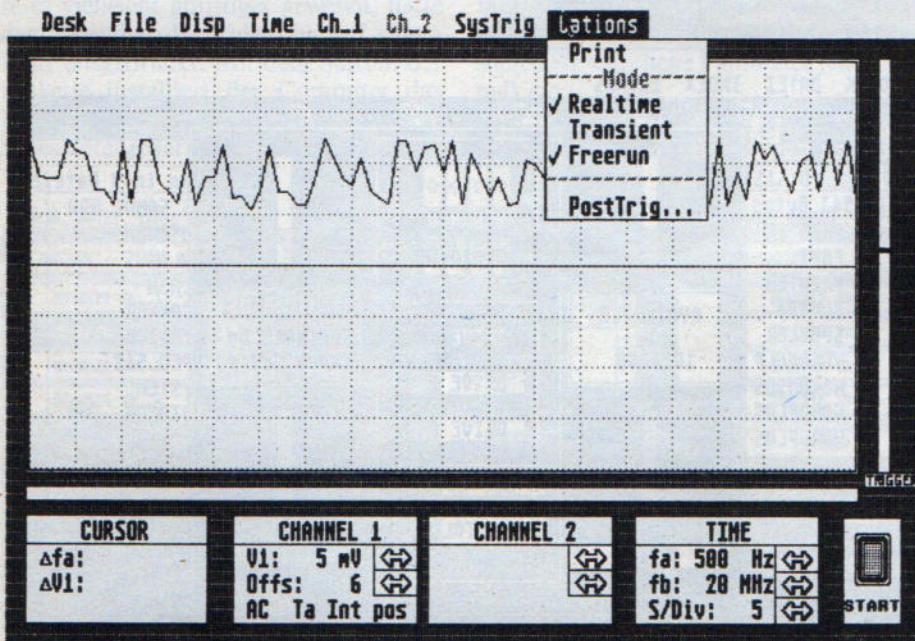 Desk File Disp Time Ch_1 Ch_2 SysTrig
Print
Mode
✓ Realtime
Transient
✓ Freerun
PostTrig...
TRIGGER
CURSOR
Δfa:
ΔV1:
CHANNEL 1
V1: 5 mV
Offs: 6
AC Ta Int pos
CHANNEL 2
TIME
fa: 500 Hz
fb: 20 MHz
S/Div: 5
START